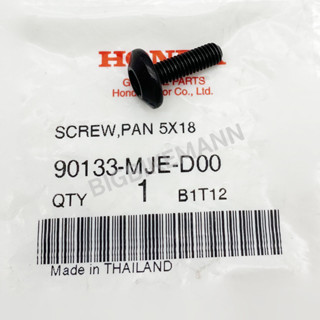 HONDA
GENUINE PARTS
Honda Motor Co., Ltd.
SCREW,PAN 5X18
90133-MJE-D00
BIGBIKEMANN
QTY 1 B1T12
Made in THAILAND